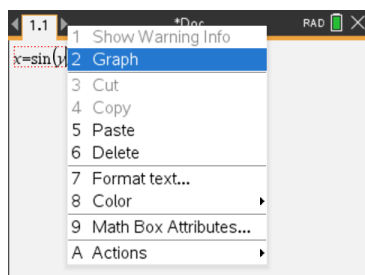 1.1 *Doc RAD
x=sin(y
1 Show Warning Info
2 Graph
3 Cut
4 Copy
5 Paste
6 Delete
7 Format text...
8 Color
9 Math Box Attributes...
A Actions